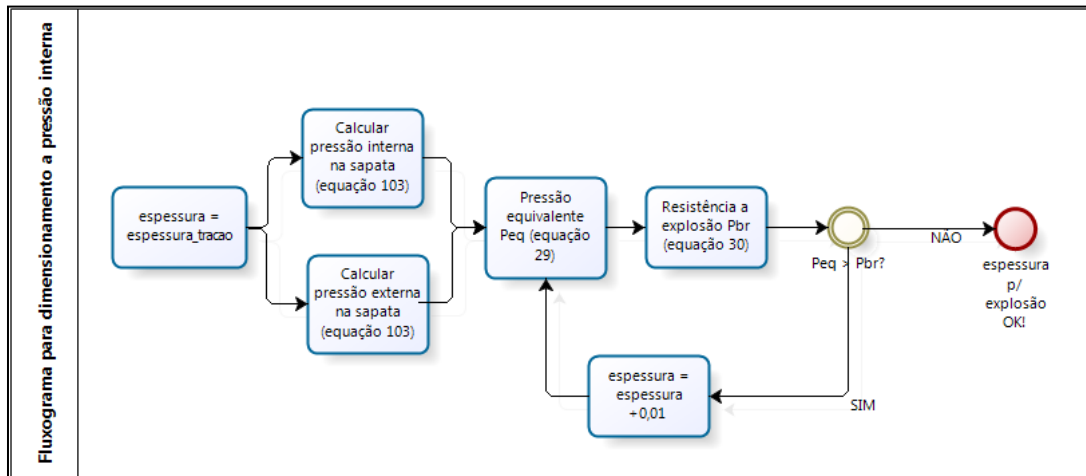 Fluxograma para dimensionamento a pressão interna
espessura =
espessura_tracao
Calcular
pressão interna
na sapata
(equação 103)
Calcular
pressão externa
na sapata
(equação 103)
Pressão
equivalente
Peq (equação
29)
Resistência a
explosão Pbr
(equação 30)
Peq > Pbr?
NÃO
espessura
p/
explosão
OK!
SIM
espessura =
espessura
+0,01